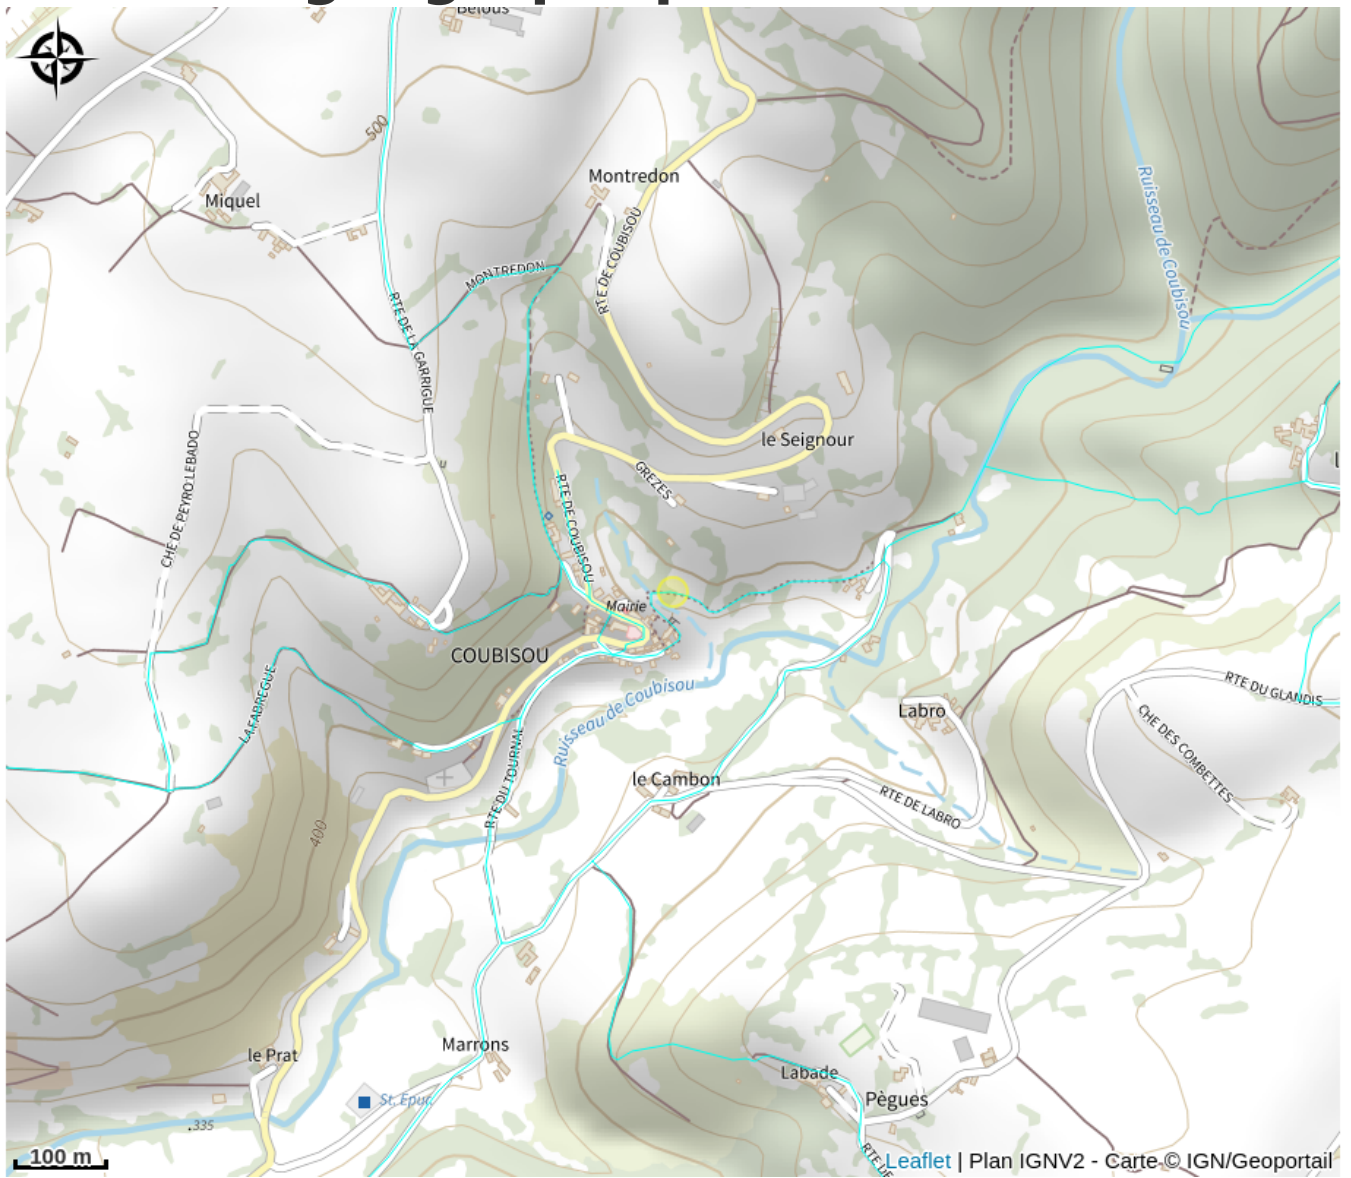 Belous
500
Montredon
Miquel
Ruisseau de Coubisou
RTE DE COUBISOU
MONTREDON
RTE DE LA GARRIGUE
le Seignour
CHE DE PEYRO LEBADO
GREZES
RTE DE COUBISOU
Mairie
COUBISOU
LAFABREGUE
Ruisseau de Coubisou
RTE DU GLANDIS
Labro
CHE DES COMBETTES
RTE DU TOURNAL
le Cambon
RTE DE LABRO
400
Marrons
le Prat
Labade
St. Épur.
Pègues
.335
RTE DE
100 m
Leaflet | Plan IGNV2 - Carte © IGN/Geoportail